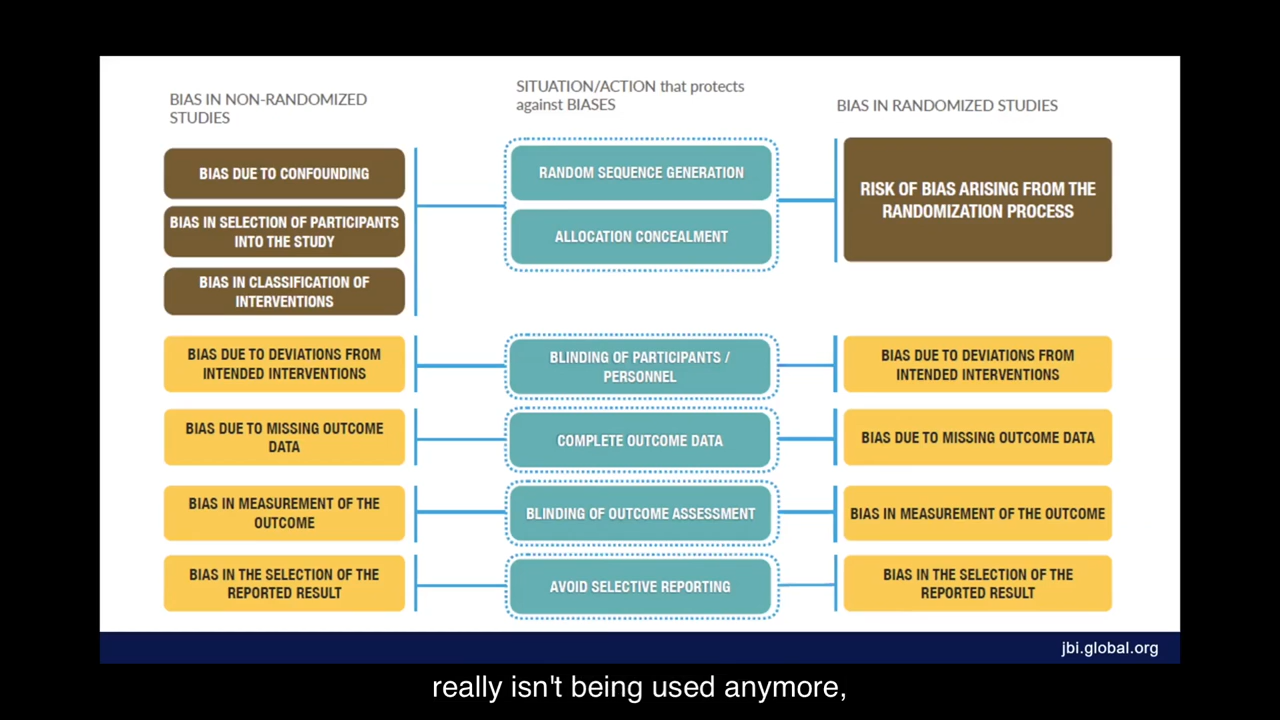 BIAS IN NON-RANDOMIZED
STUDIES
SITUATION/ACTION that protects
against BIASES
BIAS IN RANDOMIZED STUDIES
BIAS DUE TO CONFOUNDING
BIAS IN SELECTION OF PARTICIPANTS
INTO THE STUDY
BIAS IN CLASSIFICATION OF
INTERVENTIONS
RANDOM SEQUENCE GENERATION
ALLOCATION CONCEALMENT
RISK OF BIAS ARISING FROM THE
RANDOMIZATION PROCESS
BIAS DUE TO DEVIATIONS FROM
INTENDED INTERVENTIONS
BLINDING OF PARTICIPANTS /
PERSONNEL
BIAS DUE TO DEVIATIONS FROM
INTENDED INTERVENTIONS
BIAS DUE TO MISSING OUTCOME
DATA
COMPLETE OUTCOME DATA
BIAS DUE TO MISSING OUTCOME DATA
BIAS IN MEASUREMENT OF THE
OUTCOME
BLINDING OF OUTCOME ASSESSMENT
BIAS IN MEASUREMENT OF THE OUTCOME
BIAS IN THE SELECTION OF THE
REPORTED RESULT
AVOID SELECTIVE REPORTING
BIAS IN THE SELECTION OF THE
REPORTED RESULT
jbi.global.org
really isn't being used anymore,